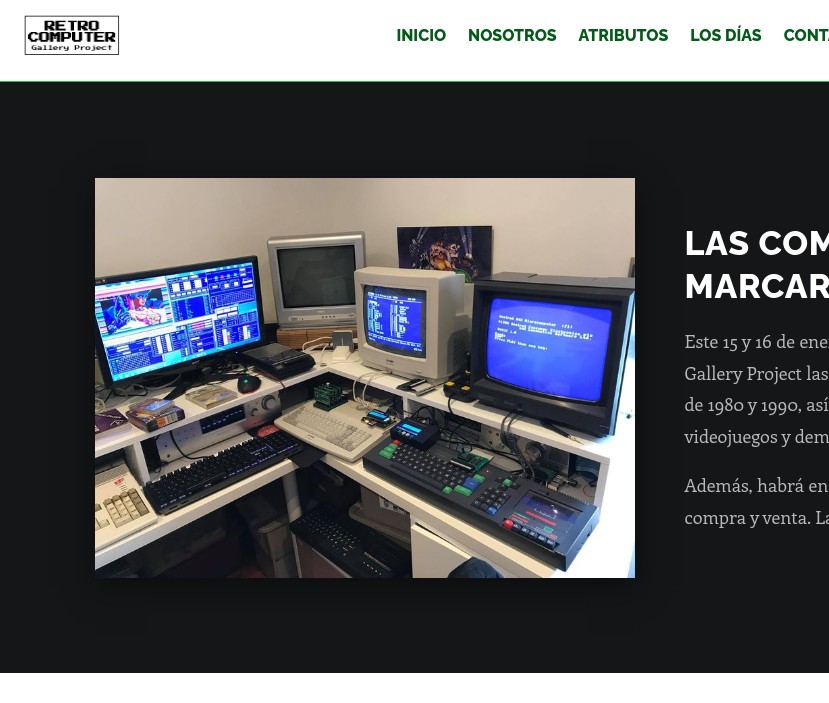 RETRO
COMPUTER
Gallery Project
INICIO NOSOTROS ATRIBUTOS LOS DÍAS CONT
LAS COM
MARCAR
Este 15 y 16 de ene
Gallery Project las
de 1980 y 1990, así
videojuegos y dem
Además, habrá en
compra y venta. La